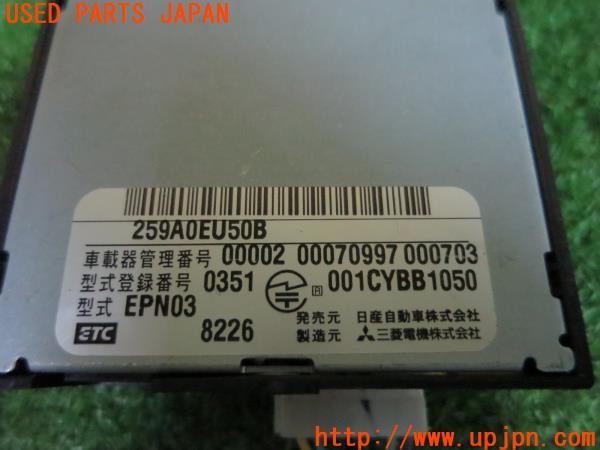 USED PARTS JAPAN
259A0EU50B
車載器管理番号 00002 00070997 000703
型式登録番号 0351 R 001CYBB1050
型式 EPN03 発売元 日産自動車株式会社
ETC 8226 製造元 三菱電機株式会社
http://www.upjpn.com/